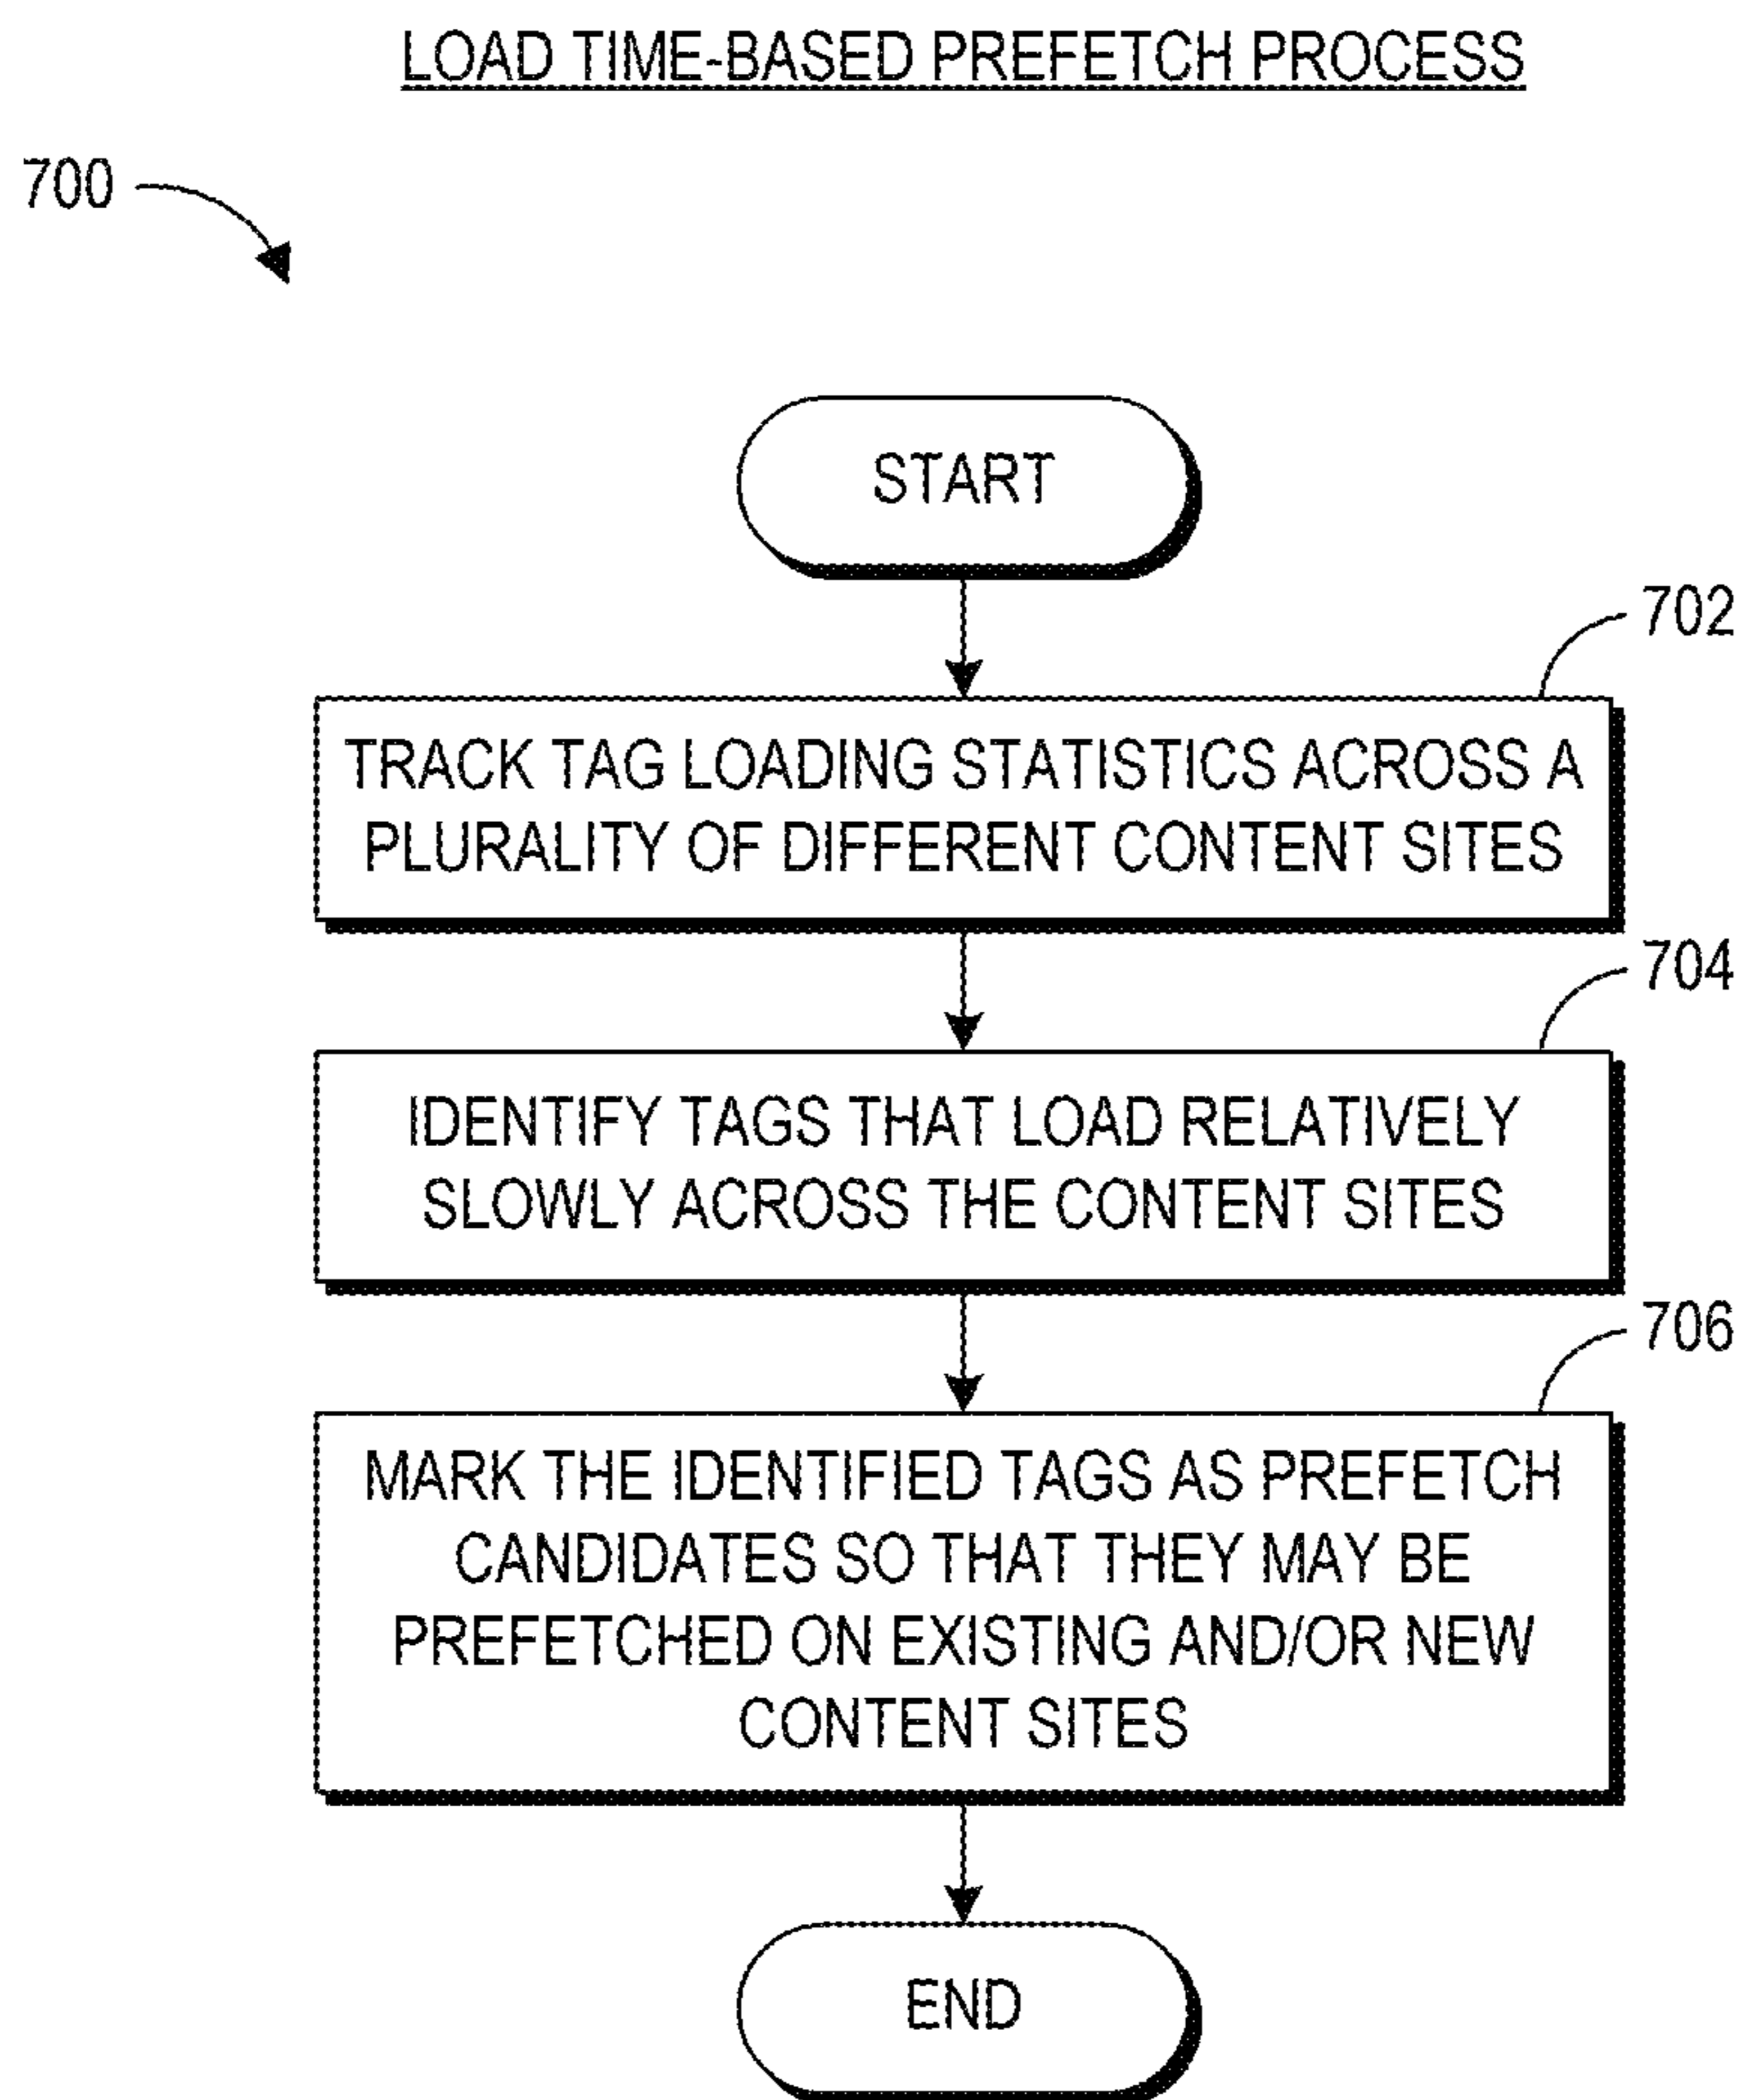 LOAD TIME-BASED PREFETCH PROCESS
700
START
702
TRACK TAG LOADING STATISTICS ACROSS A
PLURALITY OF DIFFERENT CONTENT SITES
704
IDENTIFY TAGS THAT LOAD RELATIVELY
SLOWLY ACROSS THE CONTENT SITES
706
MARK THE IDENTIFIED TAGS AS PREFETCH
CANDIDATES SO THAT THEY MAY BE
PREFETCHED ON EXISTING AND/OR NEW
CONTENT SITES
END